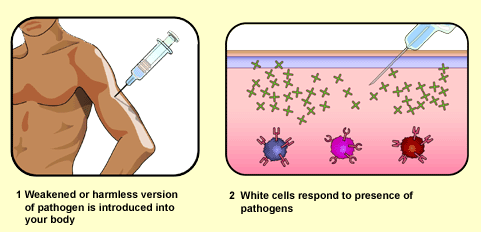 1 Weakened or harmless version
of pathogen is introduced into
your body
2 White cells respond to presence of
pathogens